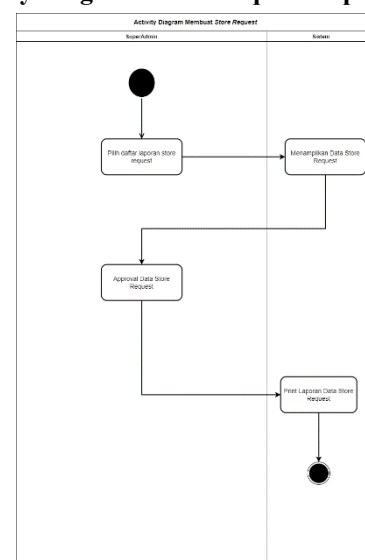 Activity Diagram Membuat Store Request
SuperAdmin
Sistem
Pilih daftar laporan store
request
Menampilkan Data Store
Request
Approval Data Store
Request
Print Laporan Data Store
Request